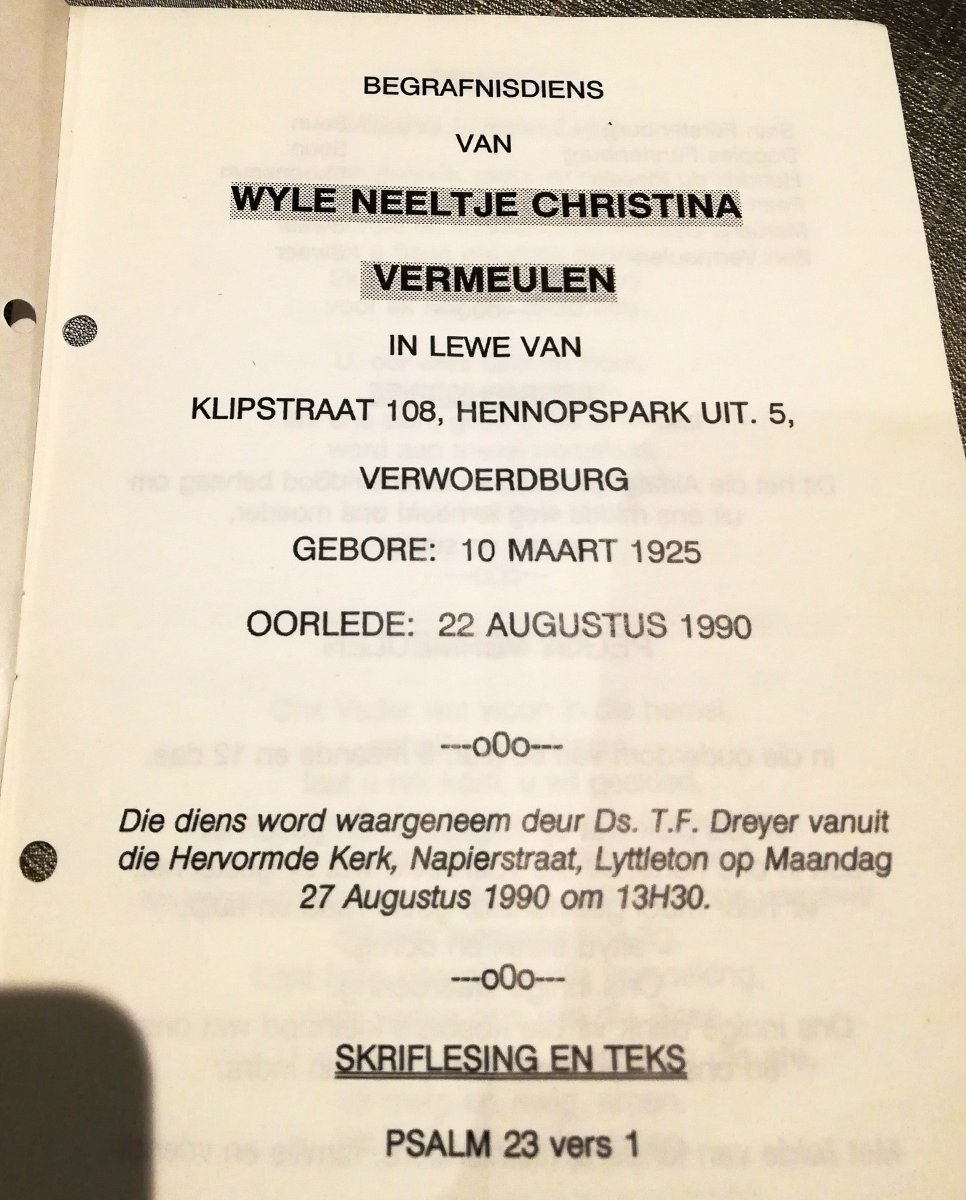 BEGRAFNISDIENS
VAN
WYLE NEELTJE CHRISTINA
VERMEULEN
IN LEWE VAN
KLIPSTRAAT 108, HENNOPSPARK UIT. 5,
VERWOERDBURG
GEBORE: 10 MAART 1925
OORLEDE: 22 AUGUSTUS 1990
---oOo---
Die diens word waargeneem deur Ds. T.F. Dreyer vanuit
die Hervormde Kerk, Napierstraat, Lyttleton op Maandag
27 Augustus 1990 om 13H30.
---oOo---
SKRIFLESING EN TEKS
PSALM 23 vers 1